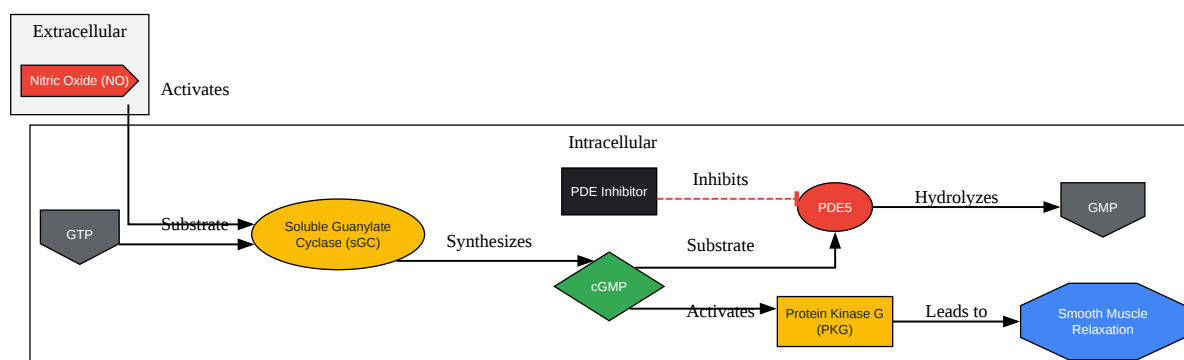 Extracellular
Nitric Oxide (NO)
Activates
Intracellular
PDE Inhibitor
Inhibits
PDE5
Hydrolyzes
GMP
GTP
Substrate
Soluble Guanylate
Cyclase (sGC)
Synthesizes
cGMP
Substrate
Activates
Protein Kinase G
(PKG)
Leads to
Smooth Muscle
Relaxation